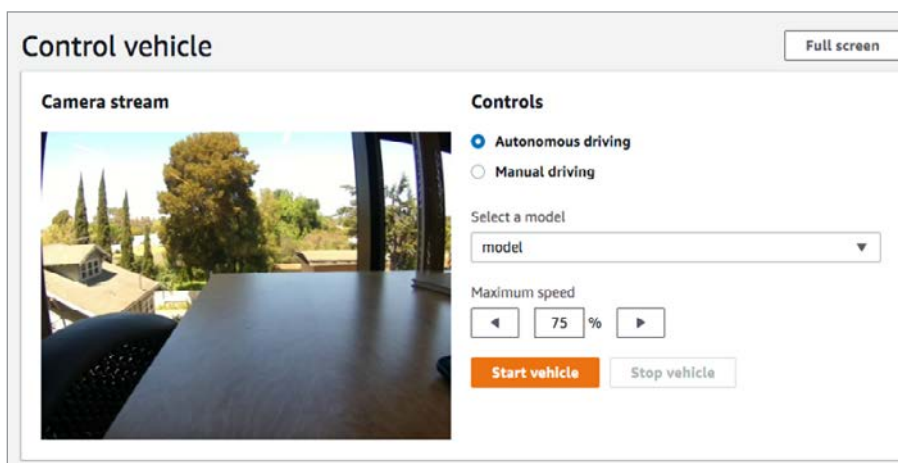 Control vehicle
Full screen
Camera stream
Controls
Autonomous driving
Manual driving
Select a model
model
Maximum speed
75 %
Start vehicle
Stop vehicle